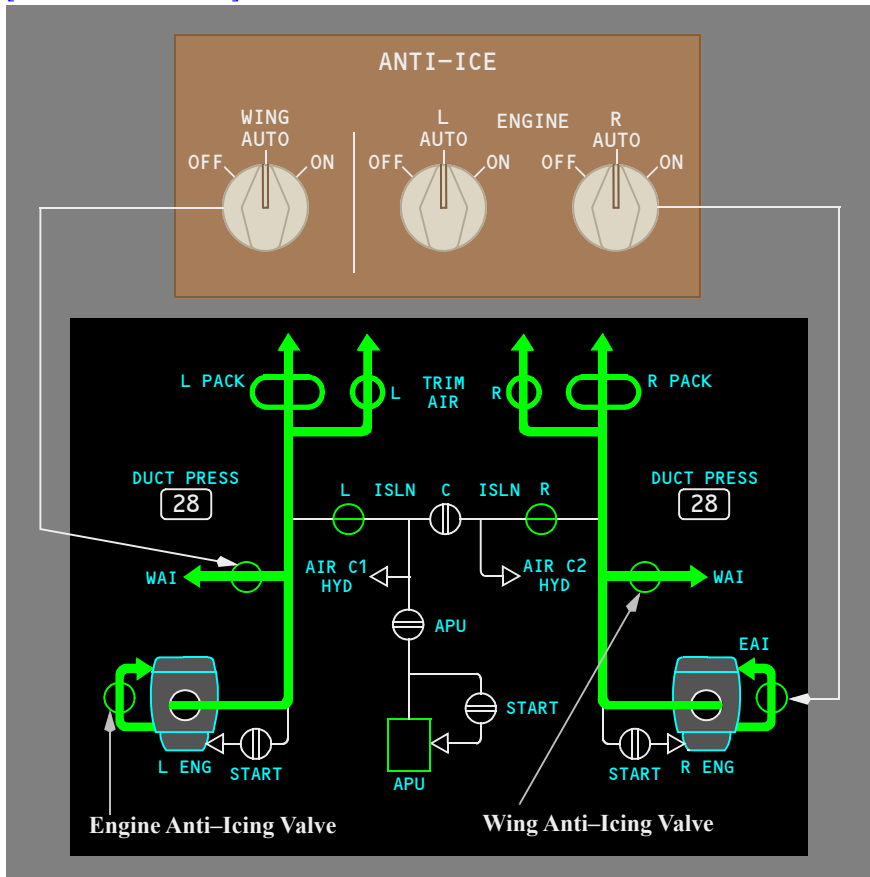 ANTI–ICE
WING
AUTO
OFF
ON
L
AUTO
OFF
ON
ENGINE
R
AUTO
OFF
ON
L PACK
L
TRIM
AIR
R
R PACK
DUCT PRESS
28
L
ISLN
C
ISLN
R
DUCT PRESS
28
WAI
AIR C1
HYD
AIR C2
HYD
WAI
APU
EAI
START
L ENG
START
APU
START
R ENG
Engine Anti–Icing Valve
Wing Anti–Icing Valve